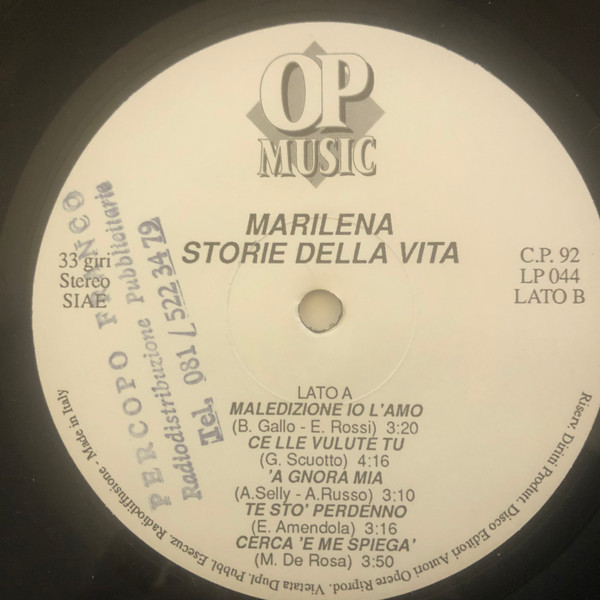 OP
MUSIC
MARILENA
STORIE DELLA VITA
33 giri
Stereo
SIAE
C.P. 92
LP 044
LATO B
PERCOPO FRANCO
Radiodistribuzione Pubblicitaria
Tel. 081 / 522 34 79
LATO A
MALEDIZIONE IO L'AMO
(B. Gallo - E. Rossi) 3:20
CE LLE VULUTE TU
(G. Scuotto) 4:16
'A GNORA MIA
(A.Selly - A.Russo) 3:10
TE STO' PERDENNO
(E. Amendola) 3:16
CERCA 'E ME SPIEGA'
(M. De Rosa) 3:50
Riserv. Diritti Produt. Disco Editori Autori Opere Riprod. Vietata Dupl. Pubbl. Esecuz. Radiodiffusione - Made in Italy